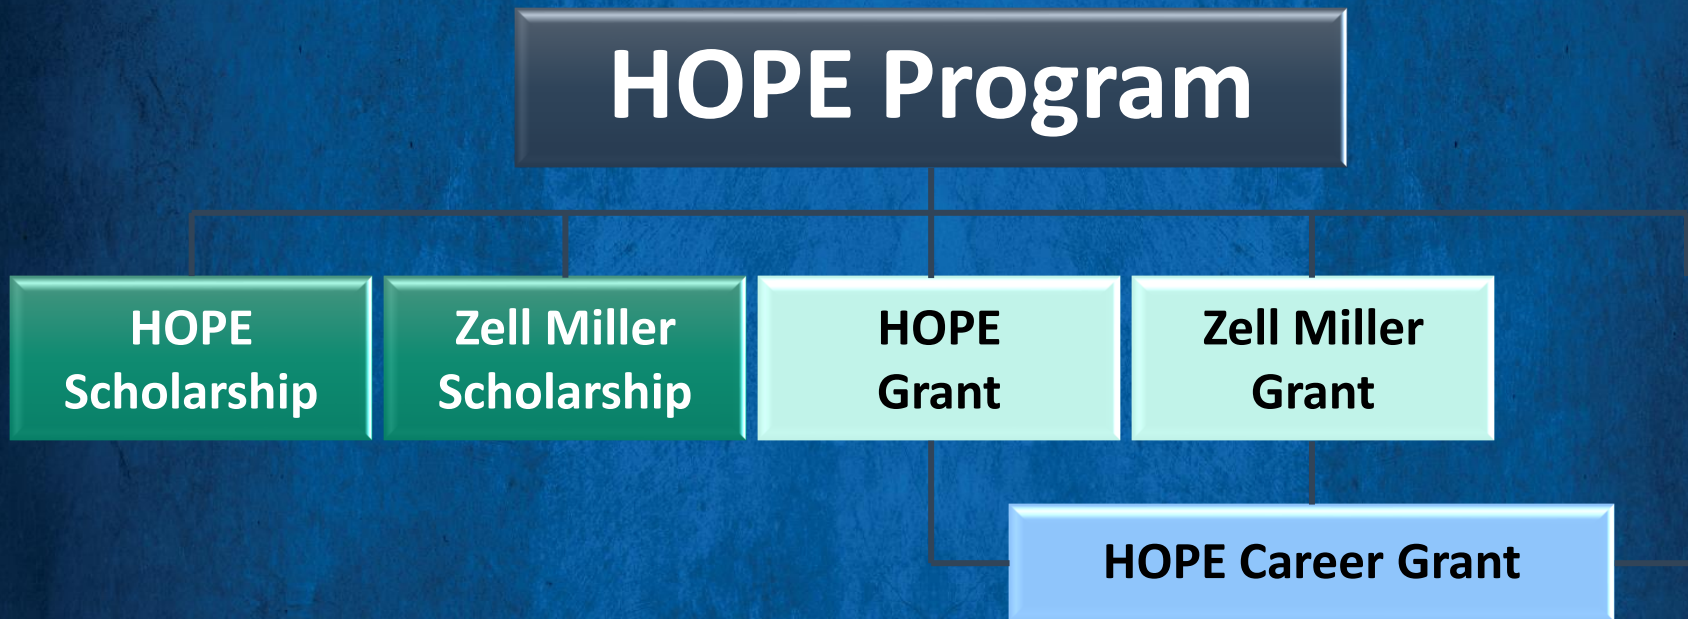 HOPE Program
HOPE
Scholarship
Zell Miller
Scholarship
HOPE
Grant
Zell Miller
Grant
HOPE Career Grant